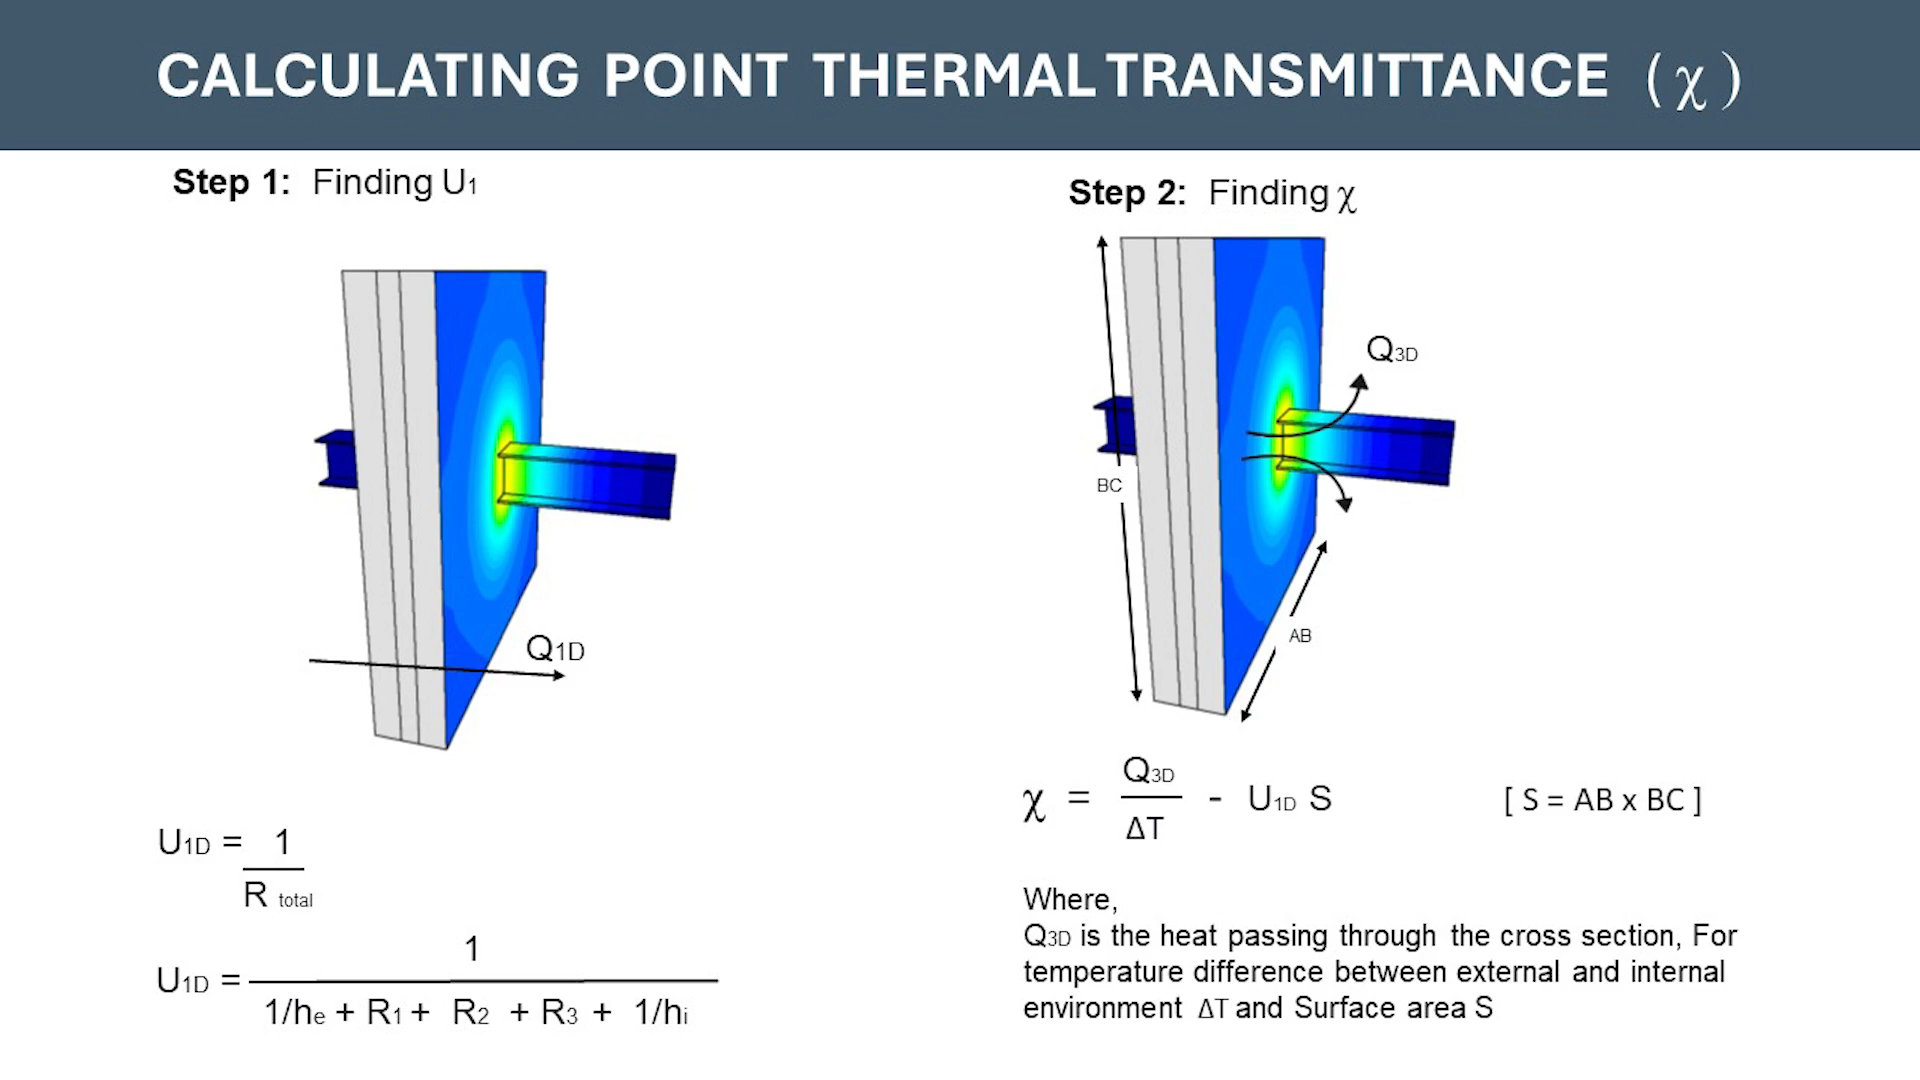 CALCULATING POINT THERMAL TRANSMITTANCE (χ)
Step 1: Finding U1
Q1D
U1D = 1
R total
1
U1D =
1/he + R1 + R2 + R3 + 1/hi
Step 2: Finding χ
Q3D
BC
AB
Q3D
χ = - U1D S [ S = AB x BC ]
ΔT
Where,
Q3D is the heat passing through the cross section, For
temperature difference between external and internal
environment ΔT and Surface area S